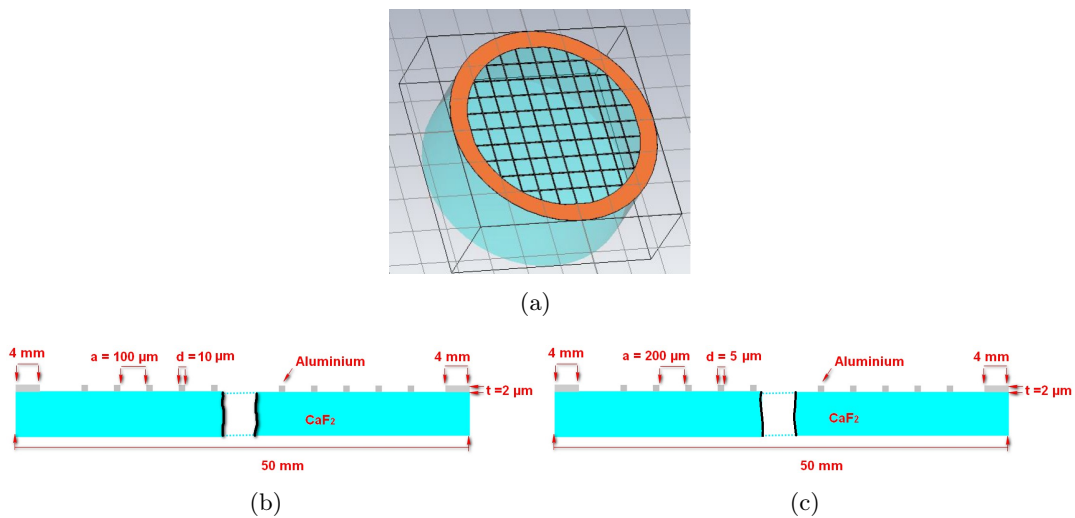 (a)
4 mm a = 100 µm d = 10 µm Aluminium 4 mm
t =2 µm
CaF2
50 mm
(b)
4 mm a = 200 µm d = 5 µm Aluminium 4 mm
t =2 µm
CaF2
50 mm
(c)